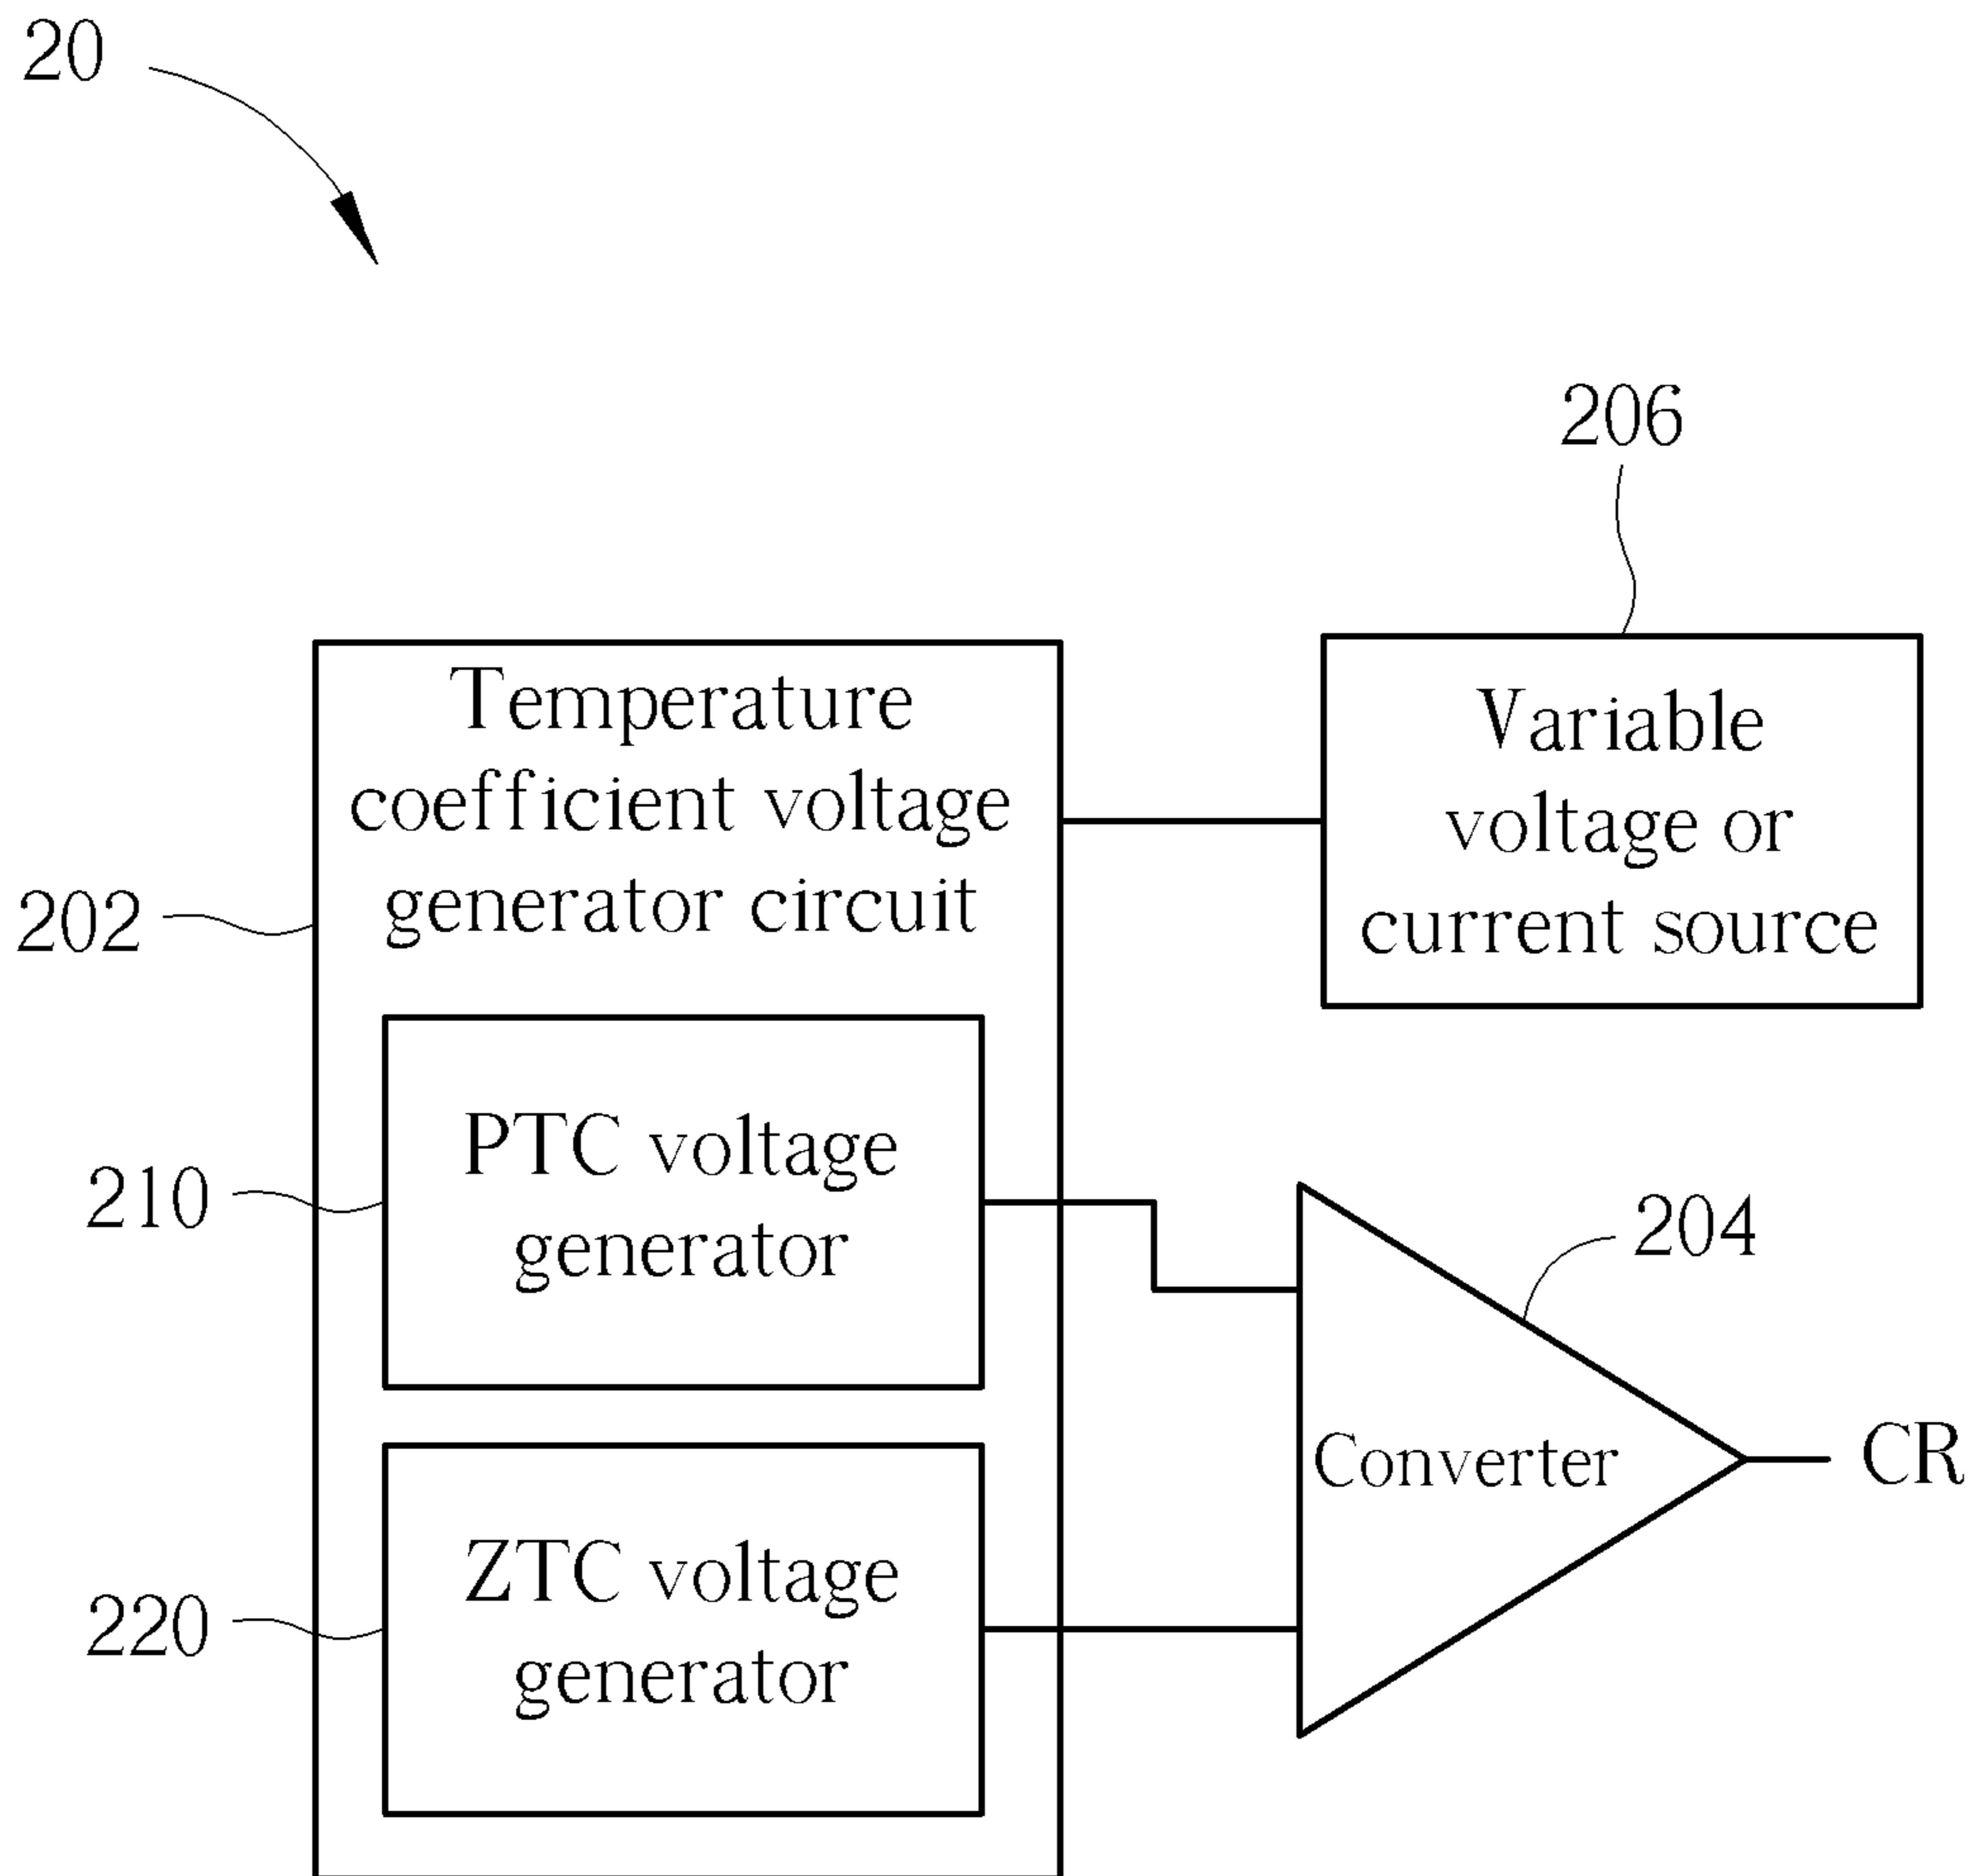 20
206
Temperature
coefficient voltage
generator circuit
Variable
voltage or
current source
202
PTC voltage
generator
210
204
Converter
CR
ZTC voltage
generator
220